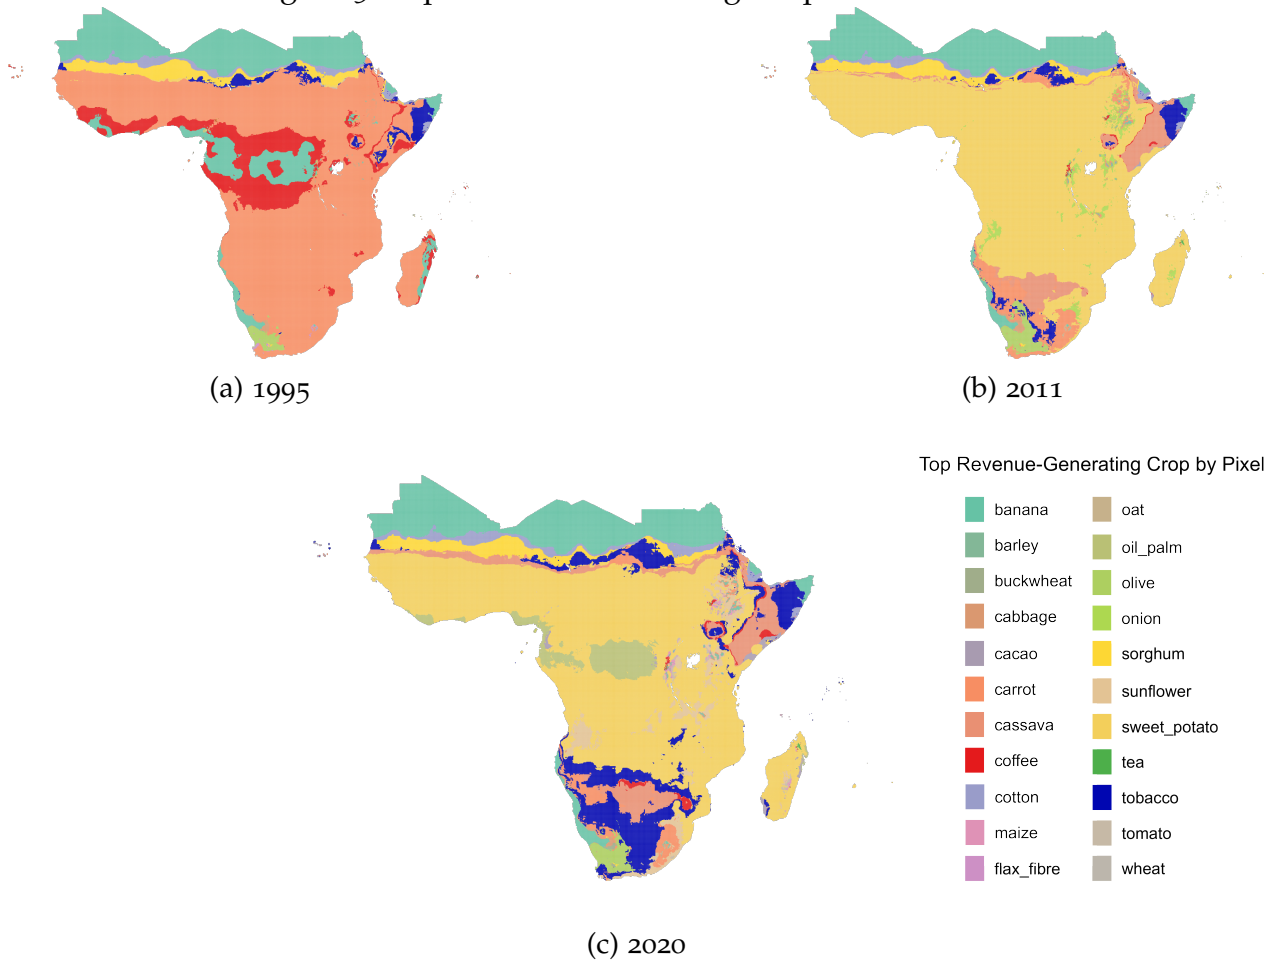 (a) 1995
(b) 2011
Top Revenue-Generating Crop by Pixel
banana
barley
buckwheat
cabbage
cacao
carrot
cassava
coffee
cotton
maize
flax_fibre
oat
oil_palm
olive
onion
sorghum
sunflower
sweet_potato
tea
tobacco
tomato
wheat
(c) 2020